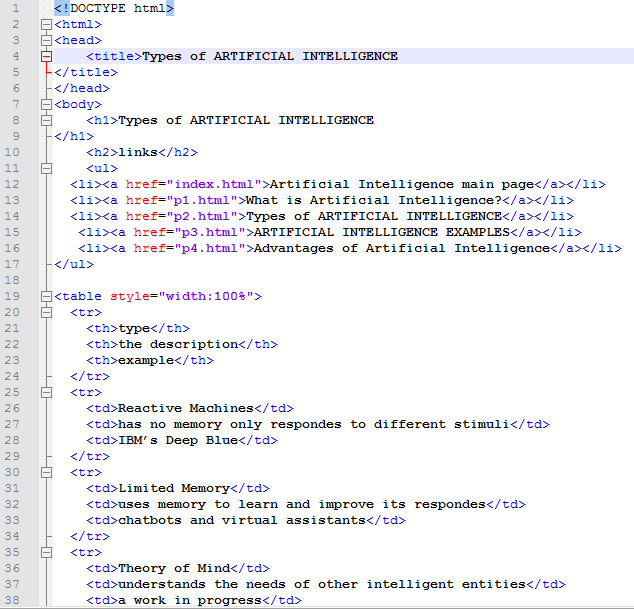 1 <!DOCTYPE html>
2 <html>
3 <head>
4 <title>Types of ARTIFICIAL INTELLIGENCE
5 </title>
6 </head>
7 <body>
8 <h1>Types of ARTIFICIAL INTELLIGENCE
9 </h1>
10 <h2>links</h2>
11 <ul>
12 <li><a href="index.html">Artificial Intelligence main page</a></li>
13 <li><a href="p1.html">What is Artificial Intelligence?</a></li>
14 <li><a href="p2.html">Types of ARTIFICIAL INTELLIGENCE</a></li>
15 <li><a href="p3.html">ARTIFICIAL INTELLIGENCE EXAMPLES</a></li>
16 <li><a href="p4.html">Advantages of Artificial Intelligence</a></li>
17 </ul>
18
19 <table style="width:100%">
20 <tr>
21 <th>type</th>
22 <th>the description</th>
23 <th>example</th>
24 </tr>
25 <tr>
26 <td>Reactive Machines</td>
27 <td>has no memory only respondes to different stimuli</td>
28 <td>IBM’s Deep Blue</td>
29 </tr>
30 <tr>
31 <td>Limited Memory</td>
32 <td>uses memory to learn and improve its respondes</td>
33 <td>chatbots and virtual assistants</td>
34 </tr>
35 <tr>
36 <td>Theory of Mind</td>
37 <td>understands the needs of other intelligent entities</td>
38 <td>a work in progress</td>